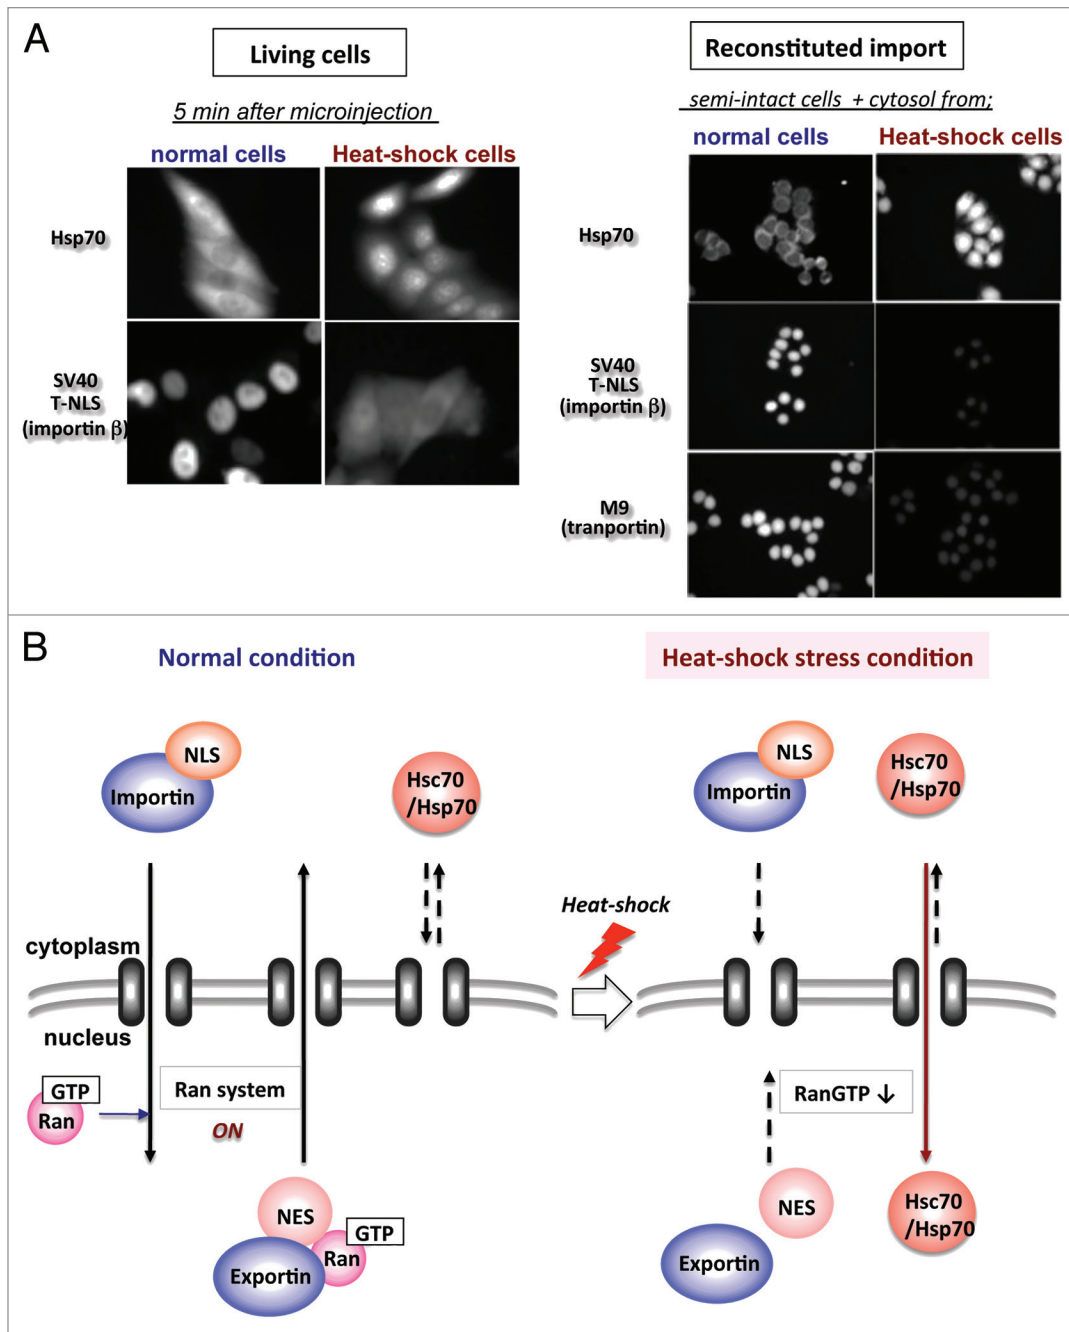 A
Living cells
5 min after microinjection
normal cells
Heat-shock cells
Hsp70
SV40
T-NLS
(importin β)
Reconstituted import
semi-intact cells + cytosol from;
normal cells
Heat-shock cells
Hsp70
SV40
T-NLS
(importin β)
M9
(tranportin)
B
Normal condition
NLS
Importin
Hsc70
/Hsp70
cytoplasm
nucleus
GTP
Ran
Ran system
ON
NES
GTP
Ran
Exportin
Heat-shock
Heat-shock stress condition
NLS
Importin
Hsc70
/Hsp70
RanGTP ↓
NES
Exportin
Hsc70
/Hsp70